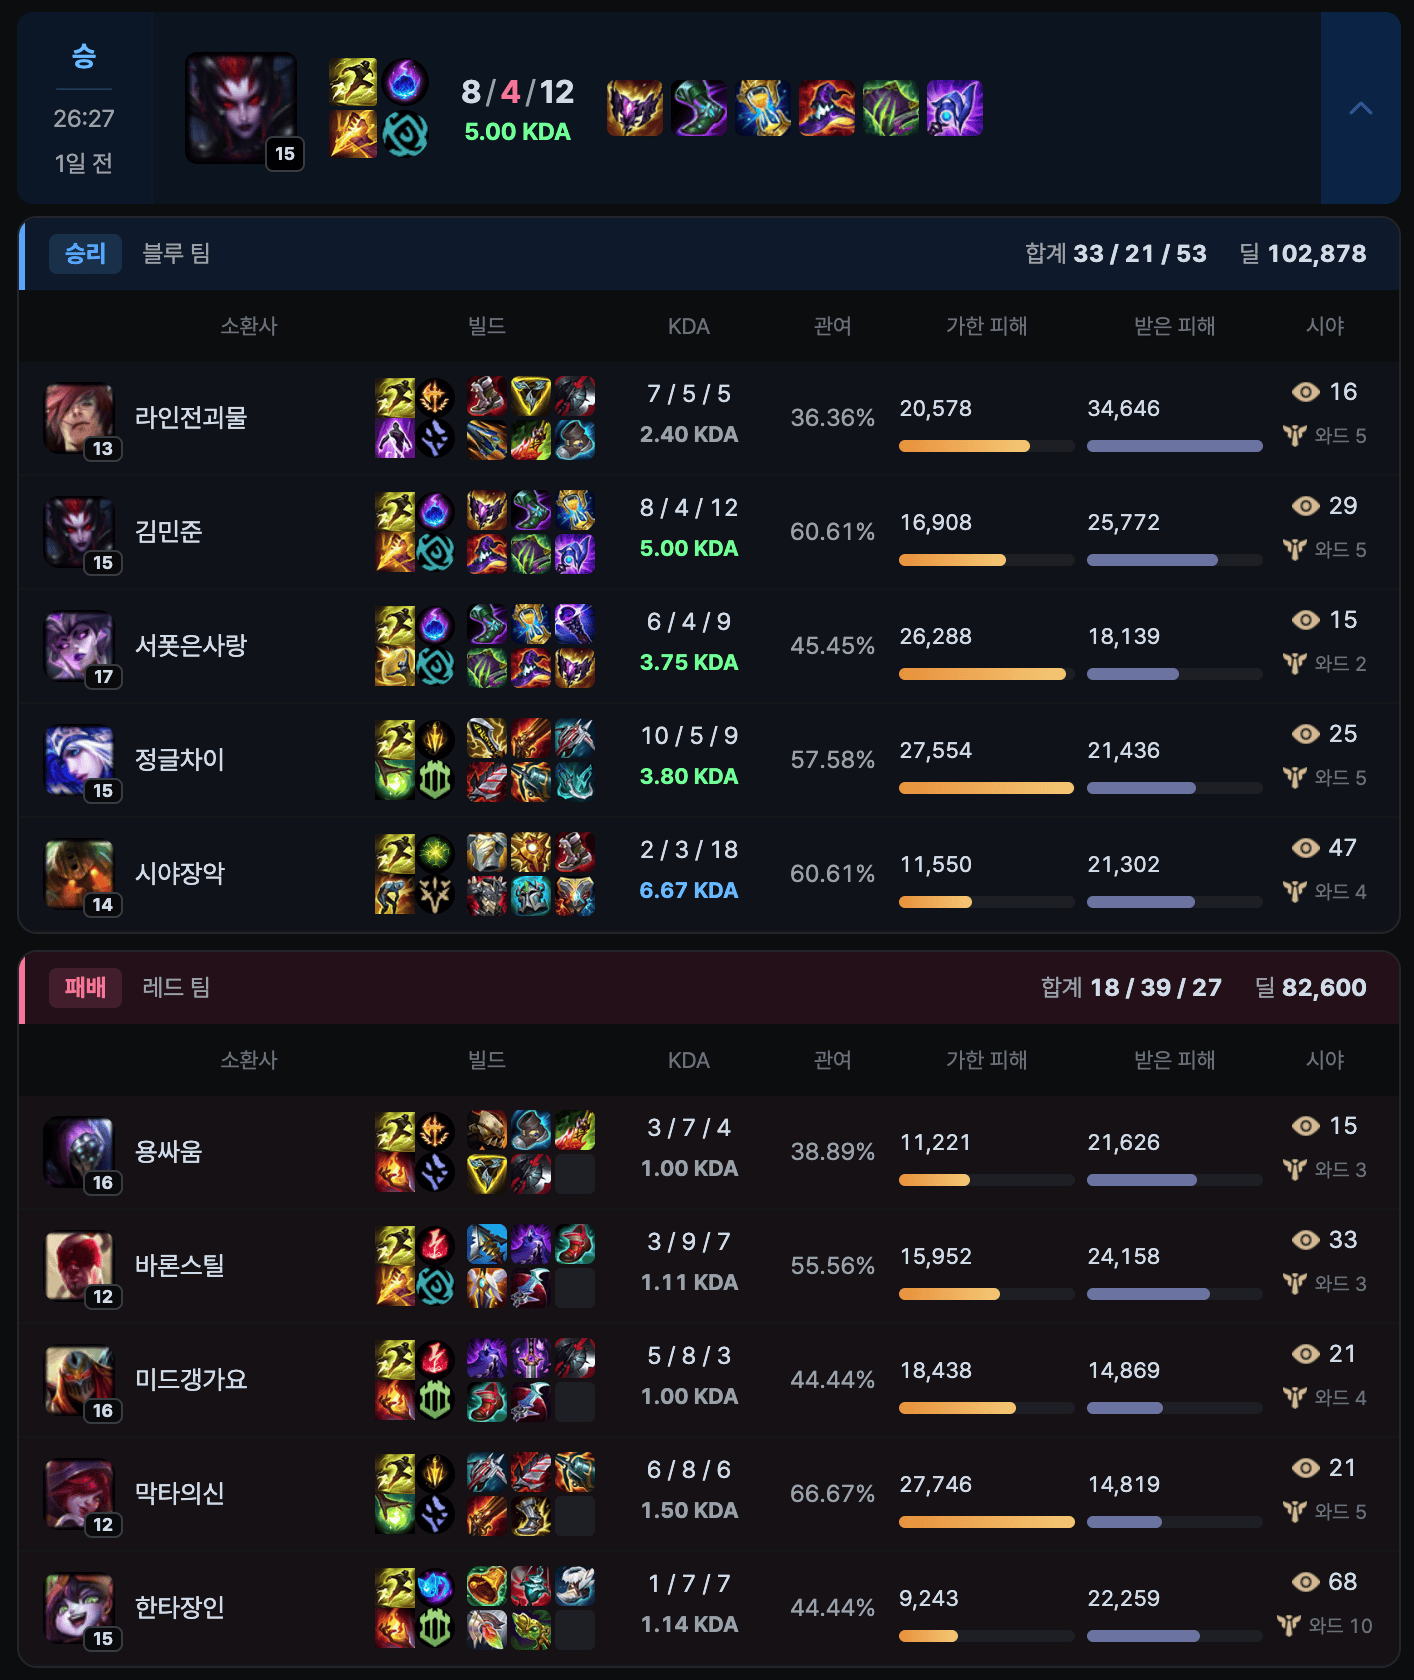 승
26:27
1일 전
15
8 / 4 / 12
5.00 KDA
승리 블루 팀 합계 33 / 21 / 53 딜 102,878
소환사 빌드 KDA 관여 가한 피해 받은 피해 시야
13 라인전괴물 7 / 5 / 5 2.40 KDA 36.36% 20,578 34,646 16 와드 5
15 김민준 8 / 4 / 12 5.00 KDA 60.61% 16,908 25,772 29 와드 5
17 서폿은사랑 6 / 4 / 9 3.75 KDA 45.45% 26,288 18,139 15 와드 2
15 정글차이 10 / 5 / 9 3.80 KDA 57.58% 27,554 21,436 25 와드 5
14 시야장악 2 / 3 / 18 6.67 KDA 60.61% 11,550 21,302 47 와드 4
패배 레드 팀 합계 18 / 39 / 27 딜 82,600
소환사 빌드 KDA 관여 가한 피해 받은 피해 시야
16 용싸움 3 / 7 / 4 1.00 KDA 38.89% 11,221 21,626 15 와드 3
12 바론스틸 3 / 9 / 7 1.11 KDA 55.56% 15,952 24,158 33 와드 3
16 미드갱가요 5 / 8 / 3 1.00 KDA 44.44% 18,438 14,869 21 와드 4
12 막타의신 6 / 8 / 6 1.50 KDA 66.67% 27,746 14,819 21 와드 5
15 한타장인 1 / 7 / 7 1.14 KDA 44.44% 9,243 22,259 68 와드 10